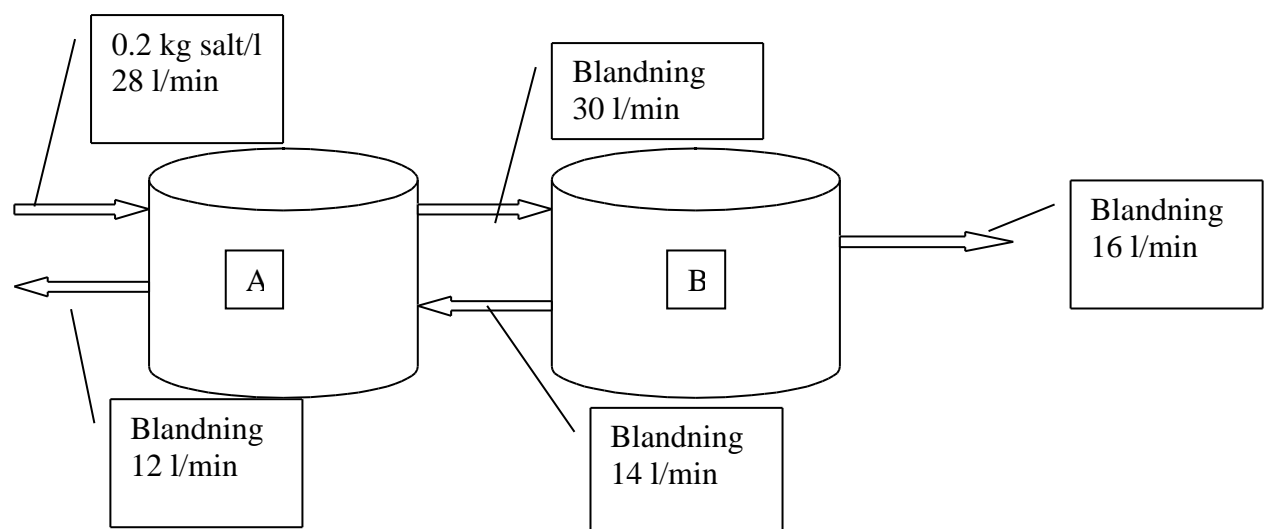 0.2 kg salt/l
28 l/min
Blandning
30 l/min
Blandning
16 l/min
A
B
Blandning
12 l/min
Blandning
14 l/min